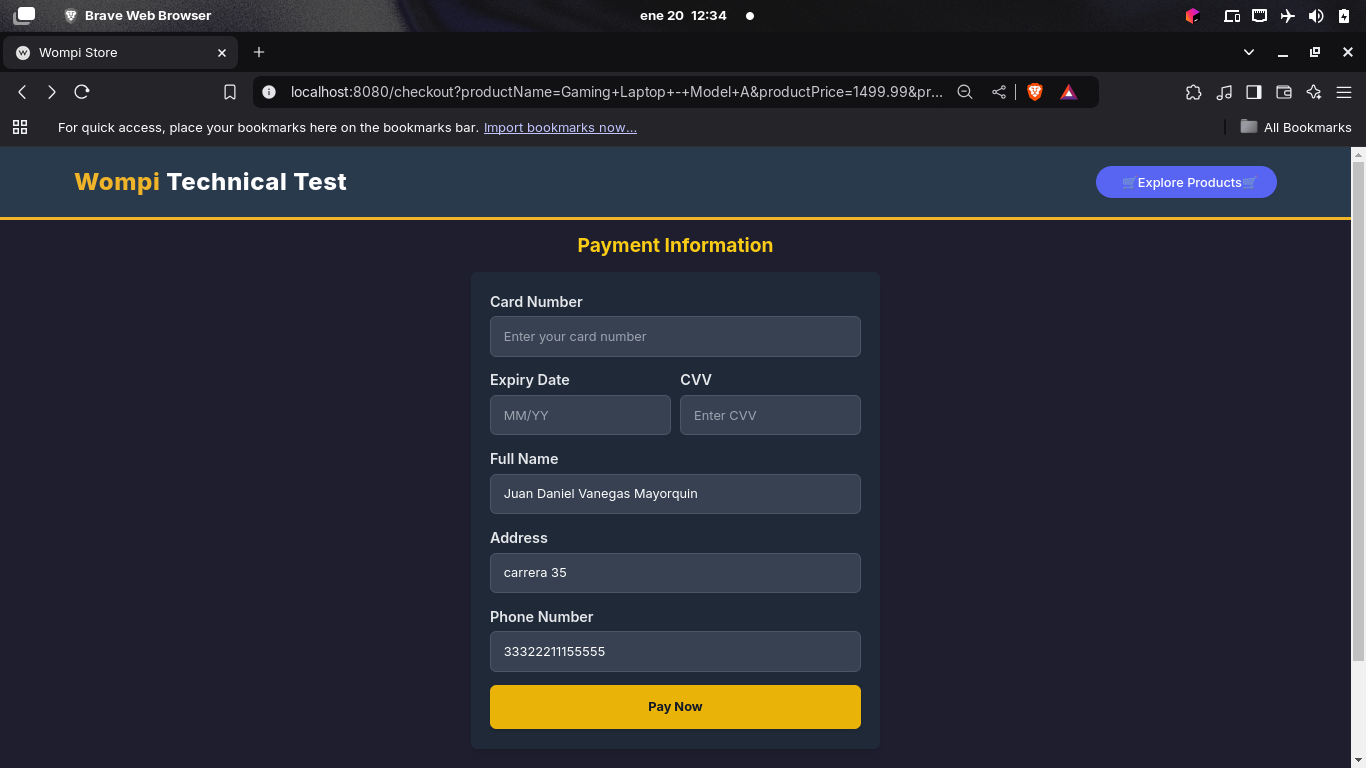 Brave Web Browser
ene 20 12:34
Wompi Store
localhost:8080/checkout?productName=Gaming+Laptop+-+Model+A&productPrice=1499.99&pr...
For quick access, place your bookmarks here on the bookmarks bar. Import bookmarks now...
All Bookmarks
Wompi Technical Test
🛒Explore Products🛒
Payment Information
Card Number
Enter your card number
Expiry Date CVV
MM/YY Enter CVV
Full Name
Juan Daniel Vanegas Mayorquin
Address
carrera 35
Phone Number
33322211155555
Pay Now